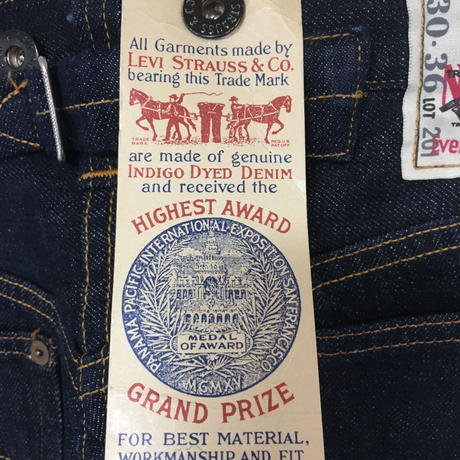 STRAUSS & C
All Garments made by
LEVI STRAUSS & CO.
bearing this Trade Mark
TRADE MARK
REG.U.S. PAT.OFF.
are made of genuine
INDIGO DYED DENIM
and received the
HIGHEST AWARD
PANAMA-PACIFIC INTERNATIONAL EXPOSITION SAN FRANCISCO
MEDAL
OF AWARD
MCMXV
GRAND PRIZE
FOR BEST MATERIAL,
WORKMANSHIP AND FIT
30·36
LOT 201